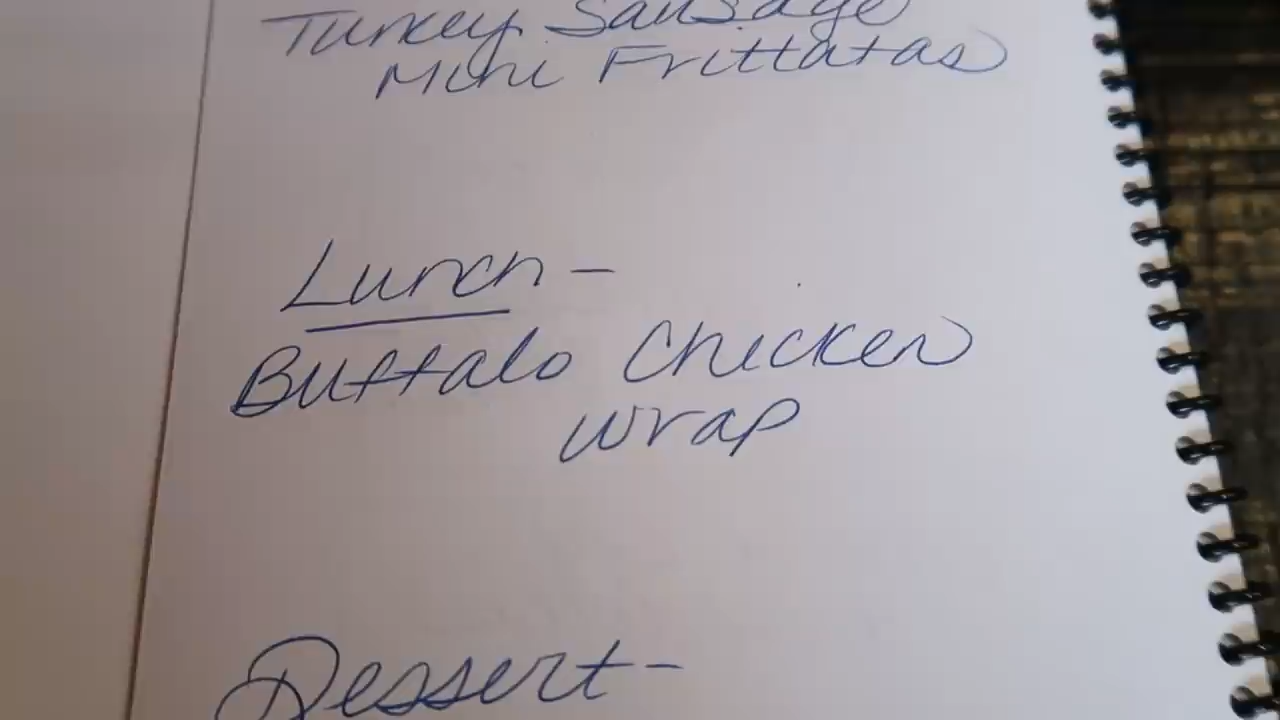 Turkey Sausage
Mini Frittatas
Lunch -
Buffalo Chicken
wrap
Dessert -